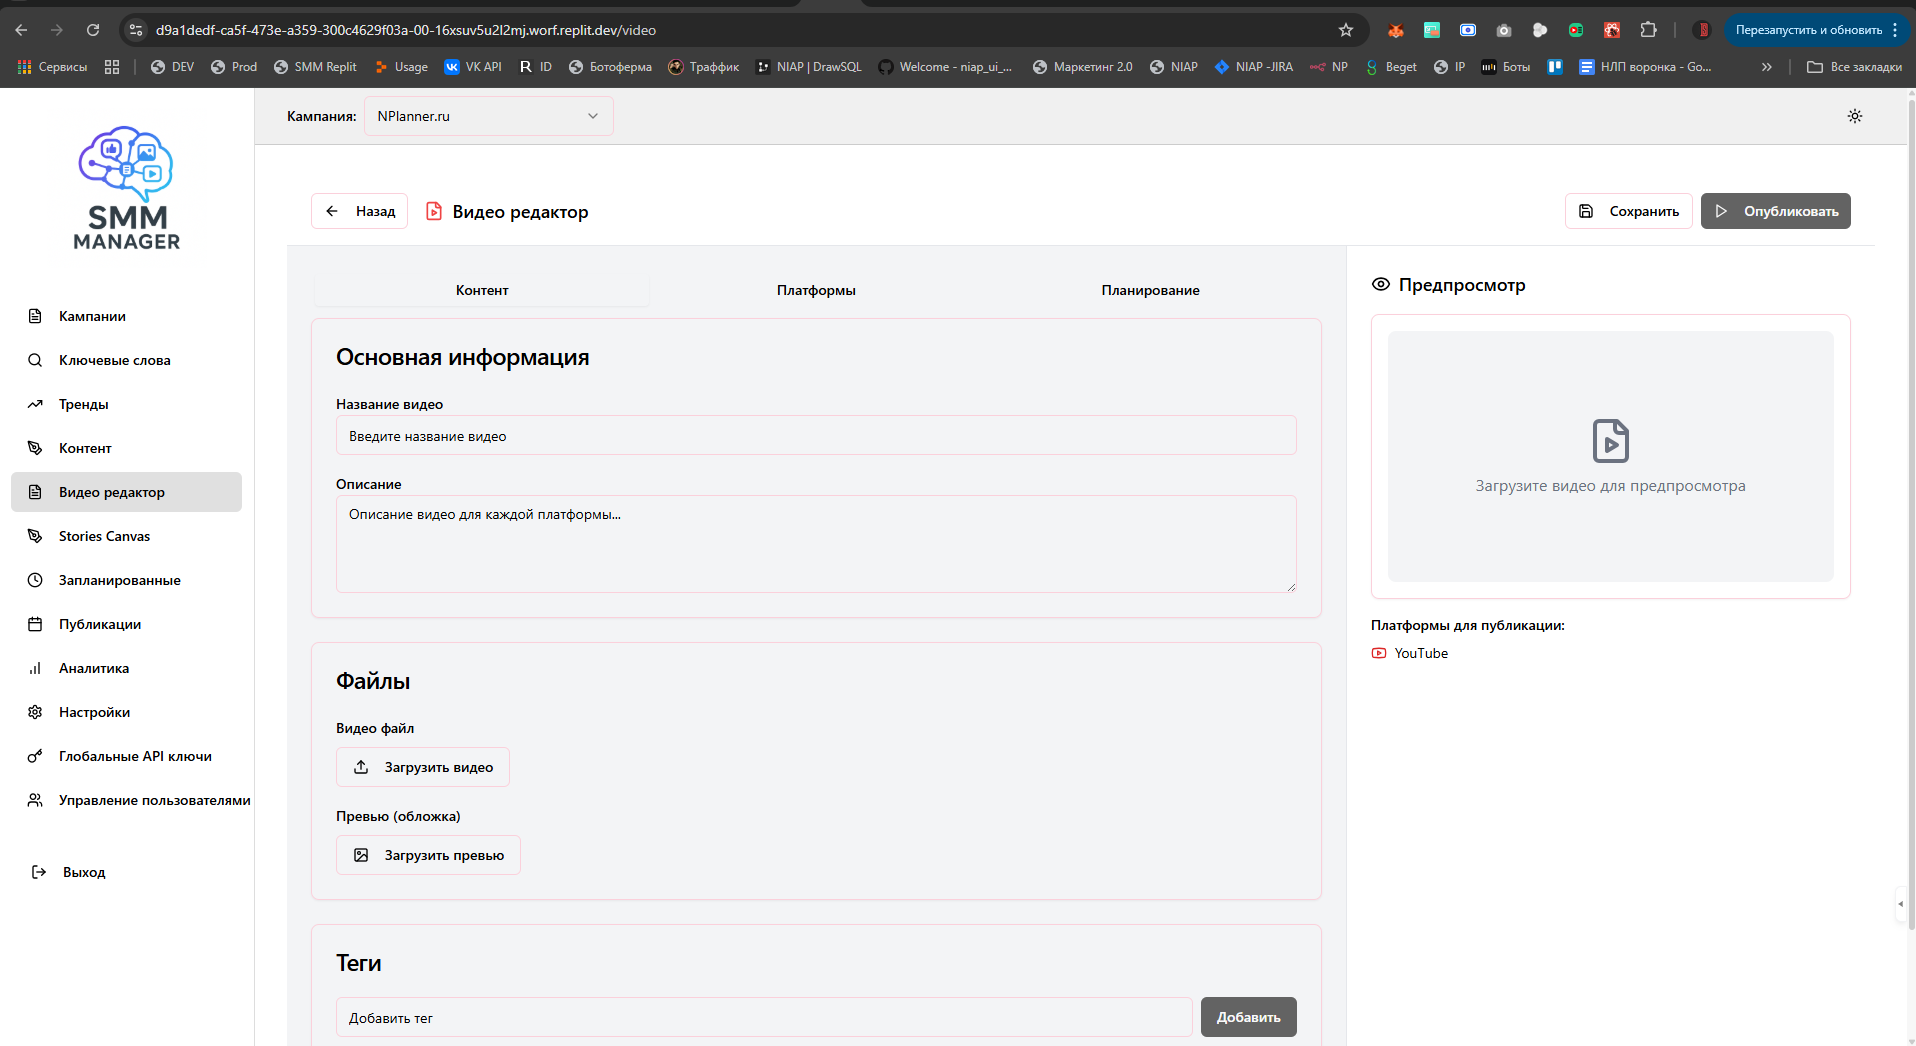 d9a1dedf-ca5f-473e-a359-300c4629f03a-00-16xsuv5u2l2mj.worf.replit.dev/video
Перезапустить и обновить
Сервисы
DEV
Prod
SMM Replit
Usage
VK API
ID
Ботоферма
Траффик
NIAP | DrawSQL
Welcome - niap_ui_...
Маркетинг 2.0
NIAP
NIAP -JIRA
NP
Beget
IP
Боты
НЛП воронка - Go...
Все закладки
SMM
MANAGER
Кампании
Ключевые слова
Тренды
Контент
Видео редактор
Stories Canvas
Запланированные
Публикации
Аналитика
Настройки
Глобальные API ключи
Управление пользователями
Выход
Кампания:
NPlanner.ru
Назад
Видео редактор
Сохранить
Опубликовать
Контент
Платформы
Планирование
Основная информация
Название видео
Введите название видео
Описание
Описание видео для каждой платформы...
Файлы
Видео файл
Загрузить видео
Превью (обложка)
Загрузить превью
Теги
Добавить тег
Добавить
Предпросмотр
Загрузите видео для предпросмотра
Платформы для публикации:
YouTube